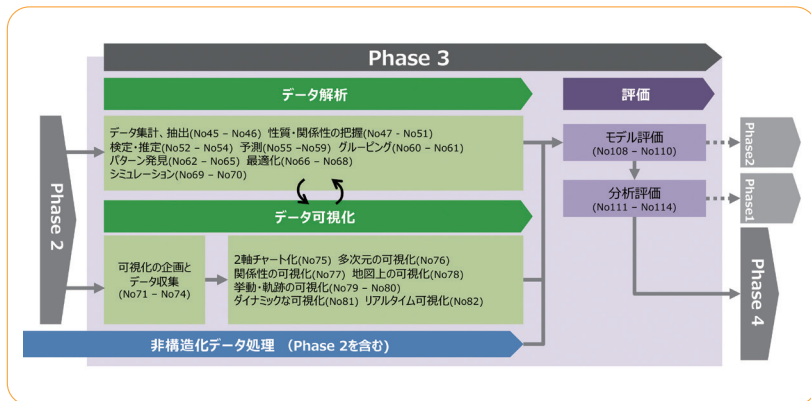 Phase 3
データ解析
評価
Phase 2
データ集計、抽出(No45 – No46) 性質・関係性の把握(No47 - No51)
検定・推定(No52 – No54) 予測(No55 –No59) グルーピング(No60 – No61)
パターン発見(No62 – No65) 最適化(No66 – No68)
シミュレーション(No69 – No70)
データ可視化
可視化の企画と
データ収集
(No71 – No74)
2軸チャート化(No75) 多次元の可視化(No76)
関係性の可視化(No77) 地図上の可視化(No78)
挙動・軌跡の可視化(No79 – No80)
ダイナミックな可視化(No81) リアルタイム可視化(No82)
非構造化データ処理 (Phase 2を含む)
モデル評価
(No108 – No110)
分析評価
(No111 – No114)
Phase2
Phase1
Phase 4